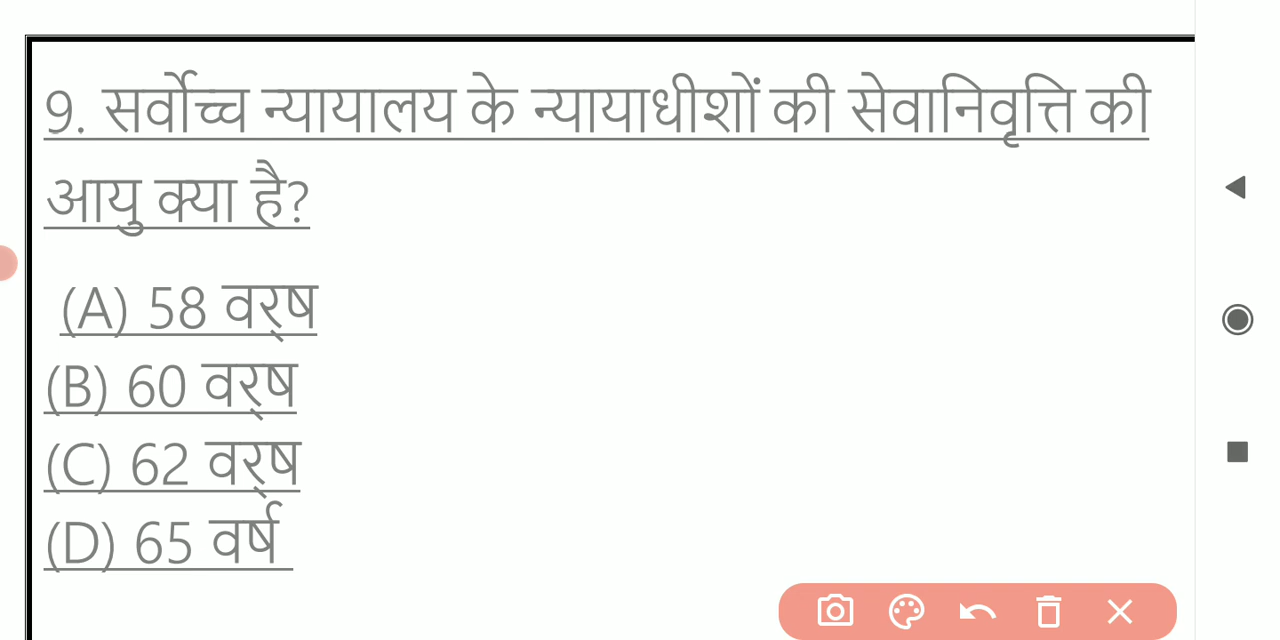 9. सर्वोच्च न्यायालय के न्यायाधीशों की सेवानिवृत्ति की
आयु क्या है?
(A) 58 वर्‍ष
(B) 60 वर्‍ष
(C) 62 वर्‍ष
(D) 65 वर्ष